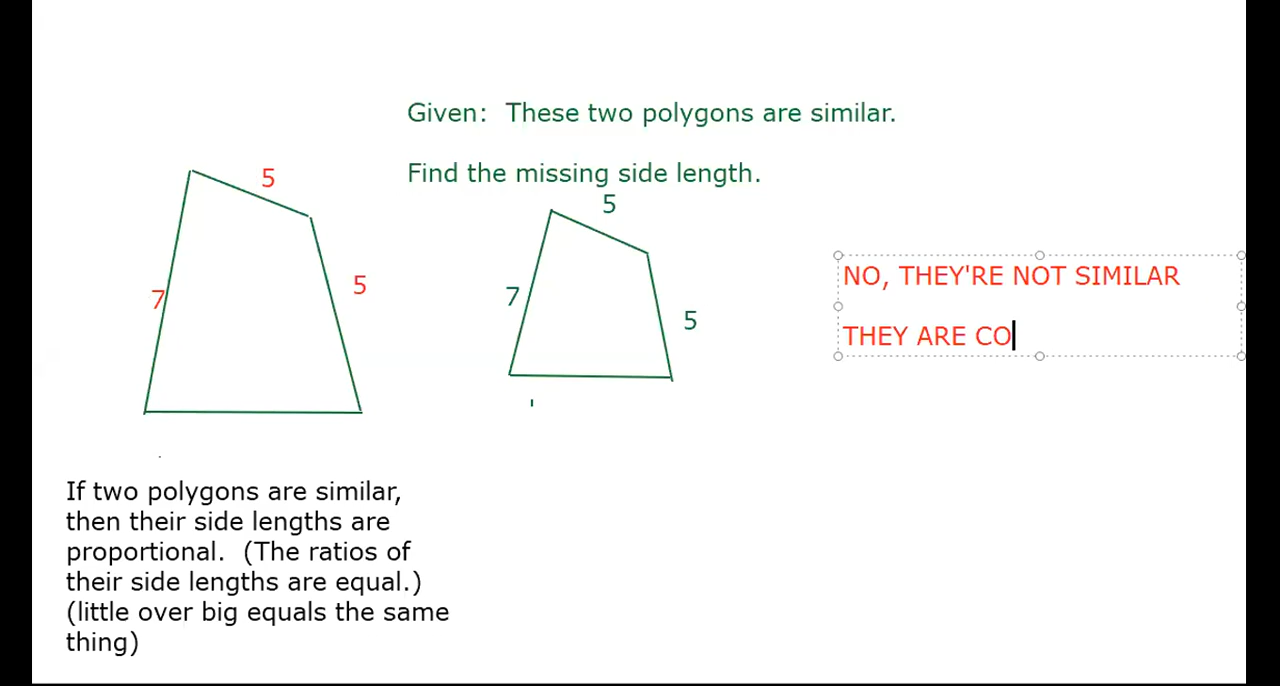 Given:  These two polygons are similar.
Find the missing side length.
5
5
7
5
7
5
NO, THEY'RE NOT SIMILAR
THEY ARE CO
If two polygons are similar,
then their side lengths are
proportional.  (The ratios of
their side lengths are equal.)
(little over big equals the same
thing)